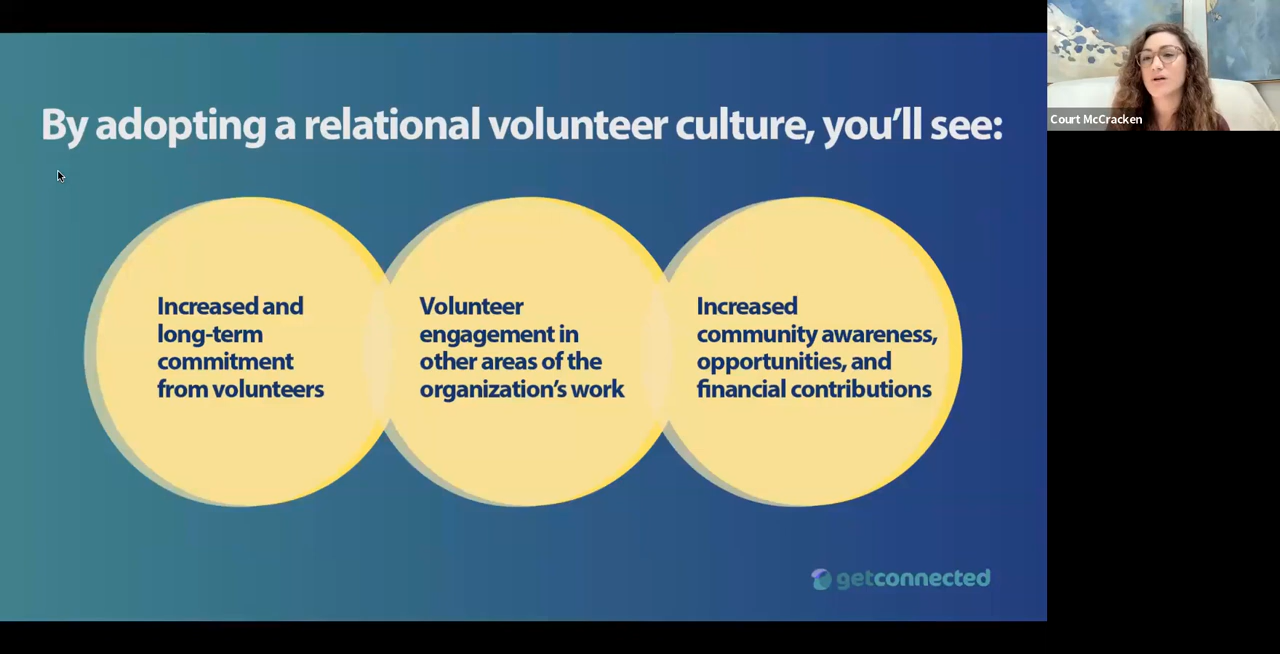 By adopting a relational volunteer culture, you’ll see:
Increased and
long-term
commitment
from volunteers
Volunteer
engagement in
other areas of the
organization’s work
Increased
community awareness,
opportunities, and
financial contributions
getconnected
Court McCracken